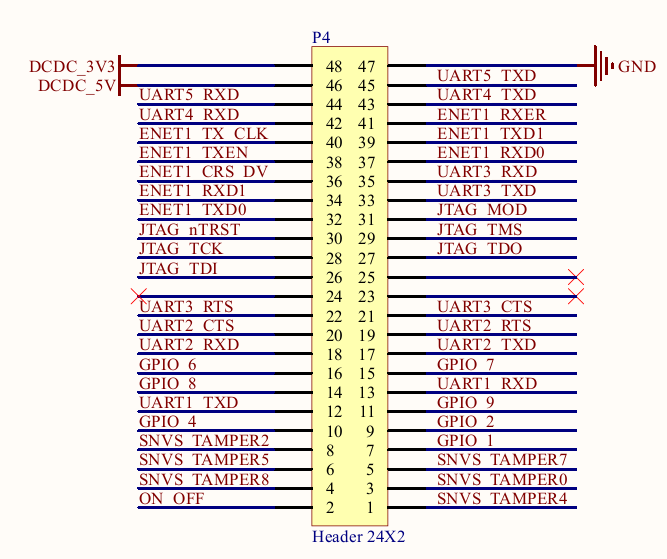 P4
DCDC_3V3 48 47 GND
DCDC_5V 46 45 UART5_TXD
UART5_RXD 44 43 UART4_TXD
UART4_RXD 42 41 ENET1_RXER
ENET1_TX_CLK 40 39 ENET1_TXD1
ENET1_TXEN 38 37 ENET1_RXD0
ENET1_CRS_DV 36 35 UART3_RXD
ENET1_RXD1 34 33 UART3_TXD
ENET1_TXD0 32 31 JTAG_MOD
JTAG_nTRST 30 29 JTAG_TMS
JTAG_TCK 28 27 JTAG_TDO
JTAG_TDI 26 25
24 23
UART3_RTS 22 21 UART3_CTS
UART2_CTS 20 19 UART2_RTS
UART2_RXD 18 17 UART2_TXD
GPIO_6 16 15 GPIO_7
GPIO_8 14 13 UART1_RXD
UART1_TXD 12 11 GPIO_9
GPIO_4 10 9 GPIO_2
SNVS_TAMPER2 8 7 GPIO_1
SNVS_TAMPER5 6 5 SNVS_TAMPER7
SNVS_TAMPER8 4 3 SNVS_TAMPER0
ON_OFF 2 1 SNVS_TAMPER4
Header 24X2